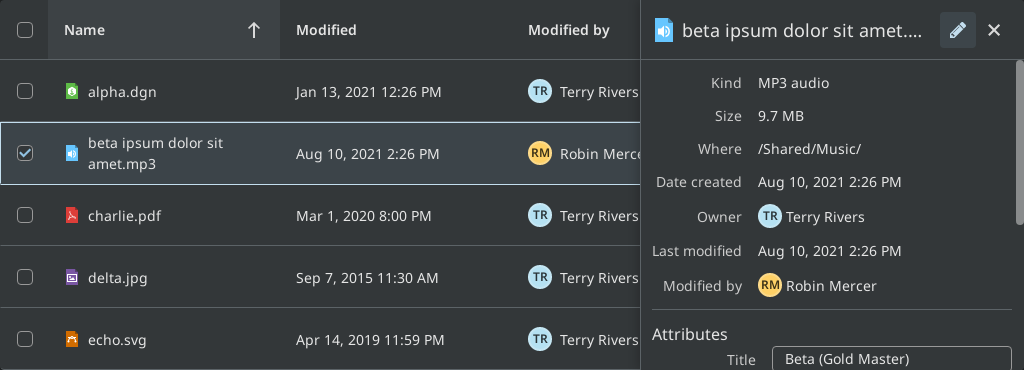 Name Modified Modified by
alpha.dgn Jan 13, 2021 12:26 PM TR Terry Rivers
beta ipsum dolor sit
amet.mp3 Aug 10, 2021 2:26 PM RM Robin Merce
charlie.pdf Mar 1, 2020 8:00 PM TR Terry Rivers
delta.jpg Sep 7, 2015 11:30 AM TR Terry Rivers
echo.svg Apr 14, 2019 11:59 PM TR Terry Rivers
beta ipsum dolor sit amet....
Kind MP3 audio
Size 9.7 MB
Where /Shared/Music/
Date created Aug 10, 2021 2:26 PM
Owner TR Terry Rivers
Last modified Aug 10, 2021 2:26 PM
Modified by RM Robin Mercer
Attributes
Title Beta (Gold Master)